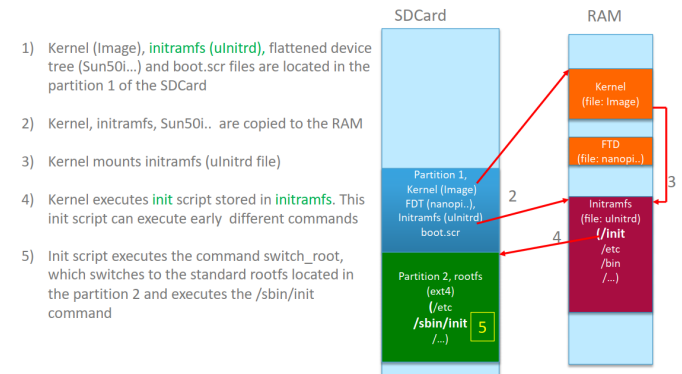 SDCard
RAM
1) Kernel (Image), initramfs (uInitrd), flattened device
tree (Sun50i...) and boot.scr files are located in the
partition 1 of the SDCard
2) Kernel, initramfs, Sun50i.. are copied to the RAM
3) Kernel mounts initramfs (uInitrd file)
4) Kernel executes init script stored in initramfs. This
init script can execute early different commands
5) Init script executes the command switch_root,
which switches to the standard rootfs located in
the partition 2 and executes the /sbin/init
command
Partition 1,
Kernel (Image)
FDT (nanopi..),
Initramfs (uInitrd)
boot.scr
Partition 2, rootfs
(ext4)
(/etc
/sbin/init
/...)
5
2
4
3
Kernel
(file: Image)
FTD
(file: nanopi..)
Initramfs
(file: uInitrd)
(/init
/etc
/bin
/...)